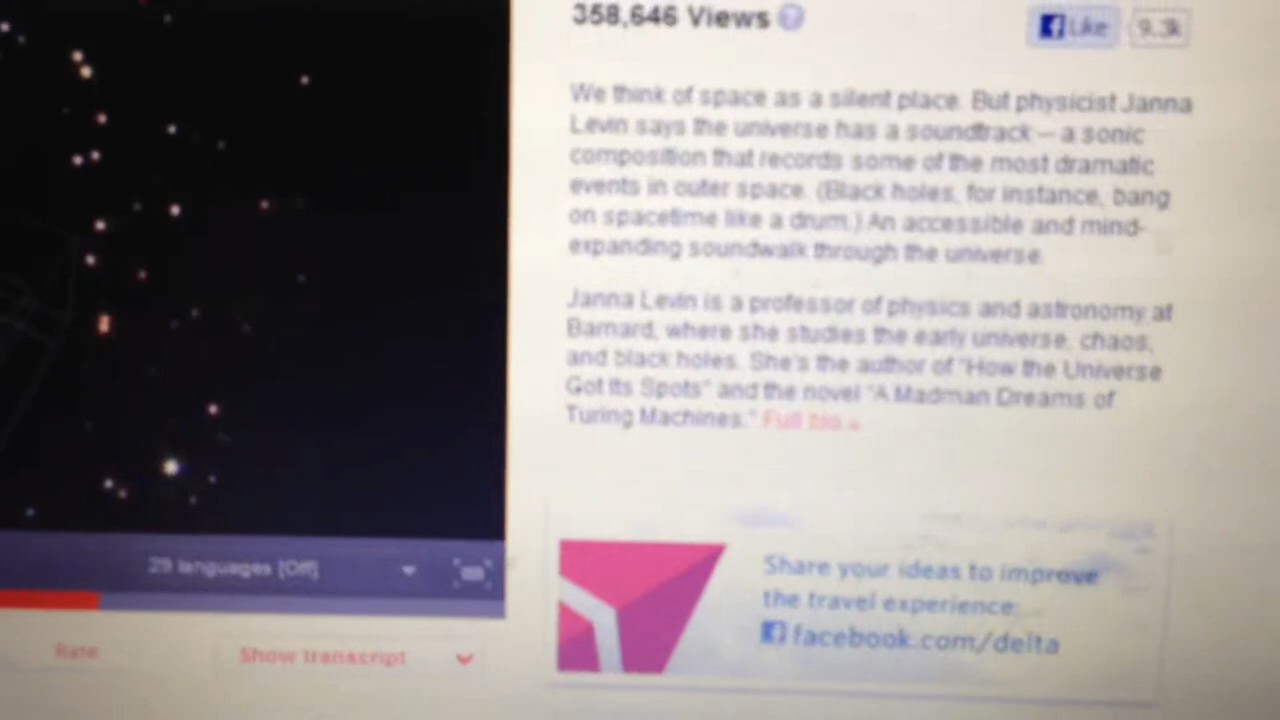 358,646 Views ?
Like 9.3k
We think of space as a silent place. But physicist Janna
Levin says the universe has a soundtrack – a sonic
composition that records some of the most dramatic
events in outer space. (Black holes, for instance, bang
on spacetime like a drum.) An accessible and mind-
expanding soundwalk through the universe.
Janna Levin is a professor of physics and astronomy at
Barnard, where she studies the early universe, chaos,
and black holes. She's the author of "How the Universe
Got Its Spots" and the novel "A Madman Dreams of
Turing Machines." Full bio »
29 languages [Off]
Rate
Show transcript
Share your ideas to improve
the travel experience:
facebook.com/delta